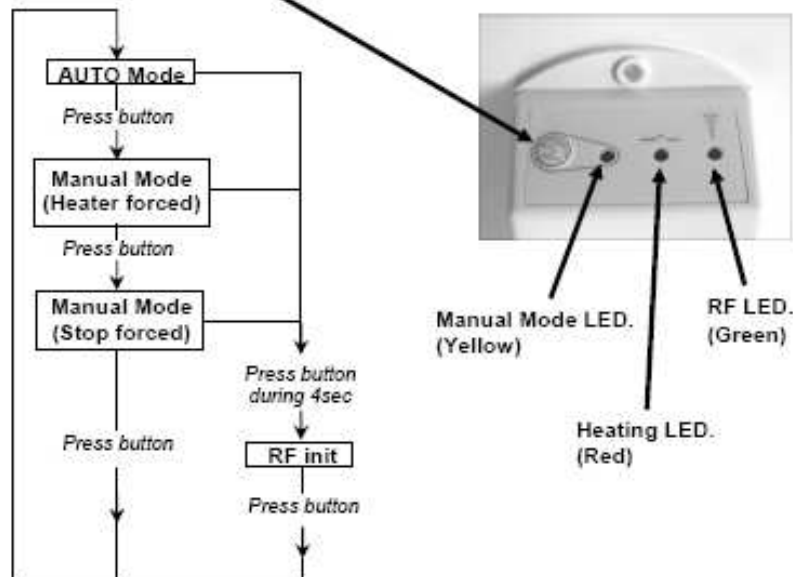 AUTO Mode
Press button
Manual Mode
(Heater forced)
Press button
Manual Mode
(Stop forced)
Press button
during 4sec
Press button
RF init
Press button
Manual Mode LED.
(Yellow)
RF LED.
(Green)
Heating LED.
(Red)